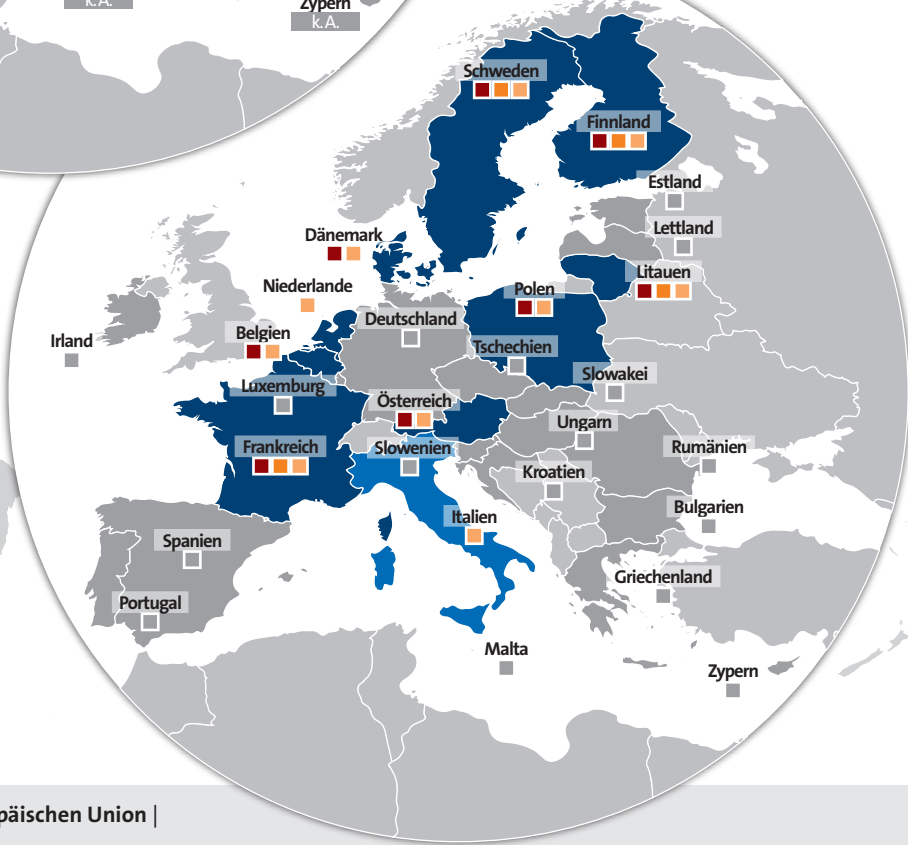 k.A.
Zypern
k.A.
Schweden
Finnland
Estland
Lettland
Dänemark
Litauen
Niederlande
Polen
Deutschland
Belgien
Irland
Tschechien
Slowakei
Luxemburg
Österreich
Ungarn
Frankreich
Slowenien
Rumänien
Kroatien
Bulgarien
Italien
Spanien
Griechenland
Portugal
Malta
Zypern
päischen Union |